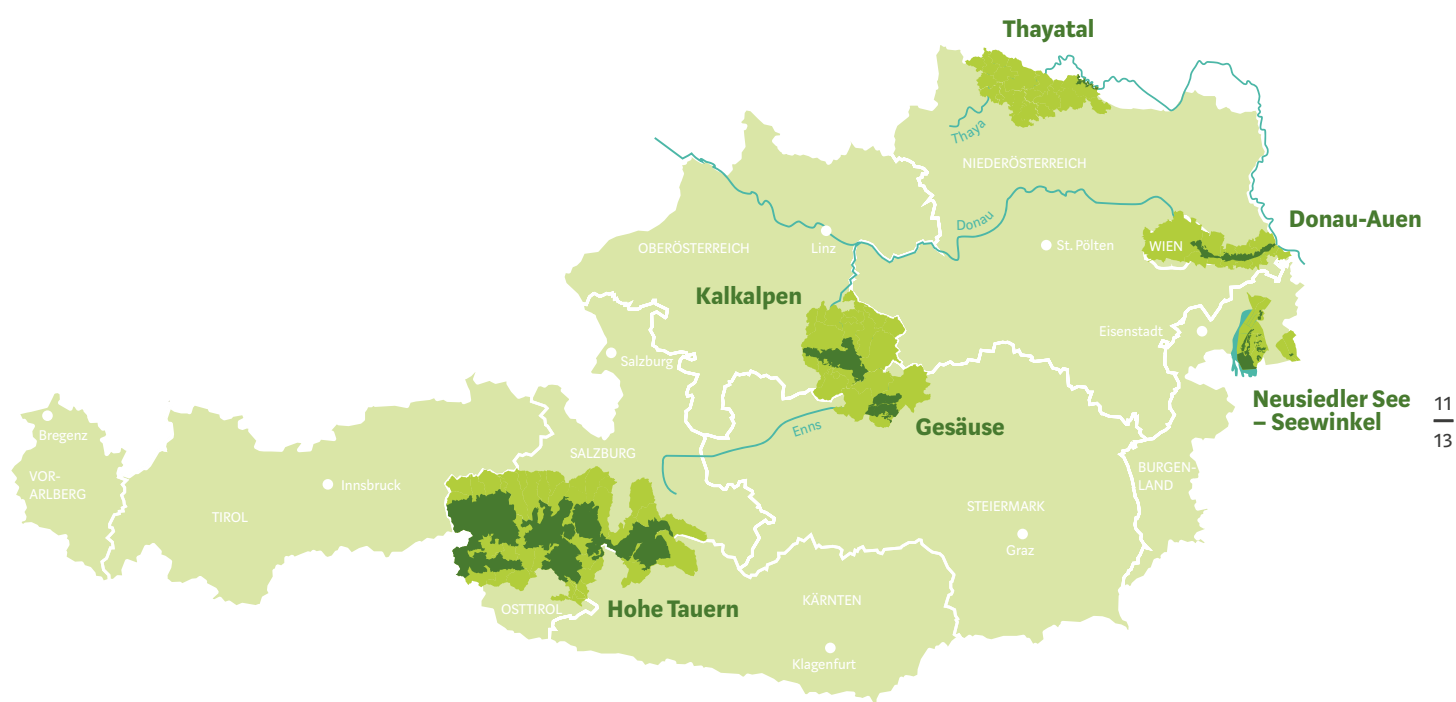 Thayatal
Thaya
NIEDERÖSTERREICH
Donau-Auen
Donau
OBERÖSTERREICH
Linz
St. Pölten
WIEN
Kalkalpen
Eisenstadt
Salzburg
Neusiedler See
– Seewinkel
11
13
Gesäuse
Enns
Bregenz
SALZBURG
VOR-
ARLBERG
Innsbruck
BURGEN-
LAND
TIROL
STEIERMARK
Graz
OSTTIROL
Hohe Tauern
KÄRNTEN
Klagenfurt